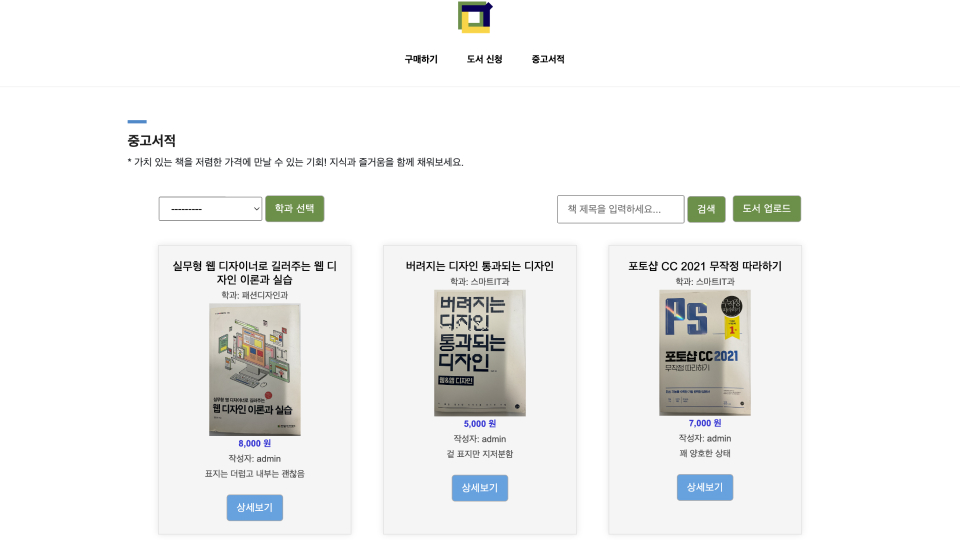 구매하기 도서 신청 중고서적
중고서적
* 가치 있는 책을 저렴한 가격에 만날 수 있는 기회! 지식과 즐거움을 함께 채워보세요.
--------- 학과 선택 책 제목을 입력하세요... 검색 도서 업로드
실무형 웹 디자이너로 길러주는 웹 디
자인 이론과 실습
학과: 패션디자인과
실무형 웹 디자이너로 길러주는
웹 디자인 이론과 실습
8,000 원
작성자: admin
표지는 더럽고 내부는 괜찮음
상세보기
버려지는 디자인 통과되는 디자인
학과: 스마트IT과
버려지는
디자인
통과되는
디자인
웹&앱 디자인
5,000 원
작성자: admin
겉 표지만 지저분함
상세보기
포토샵 CC 2021 무작정 따라하기
학과: 스마트IT과
Ps
포토샵 CC 2021
무작정 따라하기
7,000 원
작성자: admin
꽤 양호한 상태
상세보기